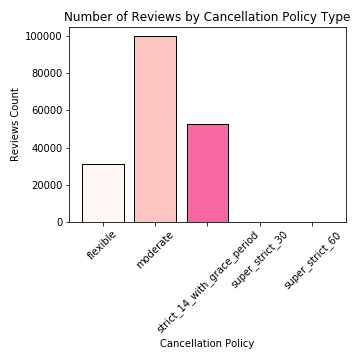 Number of Reviews by Cancellation Policy Type
100000
80000
60000
40000
20000
0
Reviews Count
flexible
moderate
strict_14_with_grace_period
super_strict_30
super_strict_60
Cancellation Policy